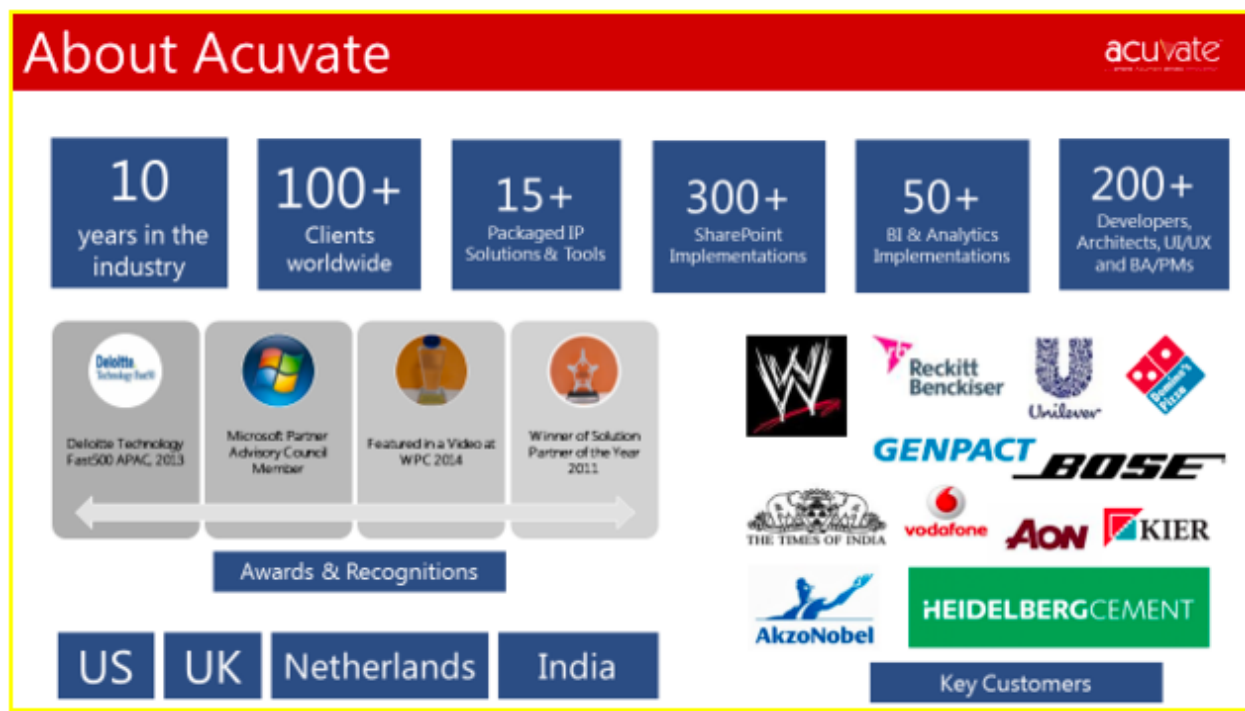 About Acuvate
acuvate
10
years in the
industry
100+
Clients
worldwide
15+
Packaged IP
Solutions & Tools
300+
SharePoint
Implementations
50+
BI & Analytics
Implementations
200+
Developers,
Architects, UI/UX
and BA/PMs
Deloitte
Technology Fast50
Deloitte Technology
Fast500 APAC, 2013
Microsoft Partner
Advisory Council
Member
Featured in a Video at
WPC 2014
Winner of Solution
Partner of the Year
2011
Awards & Recognitions
US
UK
Netherlands
India
W
rb
Reckitt
Benckiser
Unilever
Domino's
Pizza
GENPACT
BOSE
THE TIMES OF INDIA
vodafone
AON
KIER
AkzoNobel
HEIDELBERGCEMENT
Key Customers